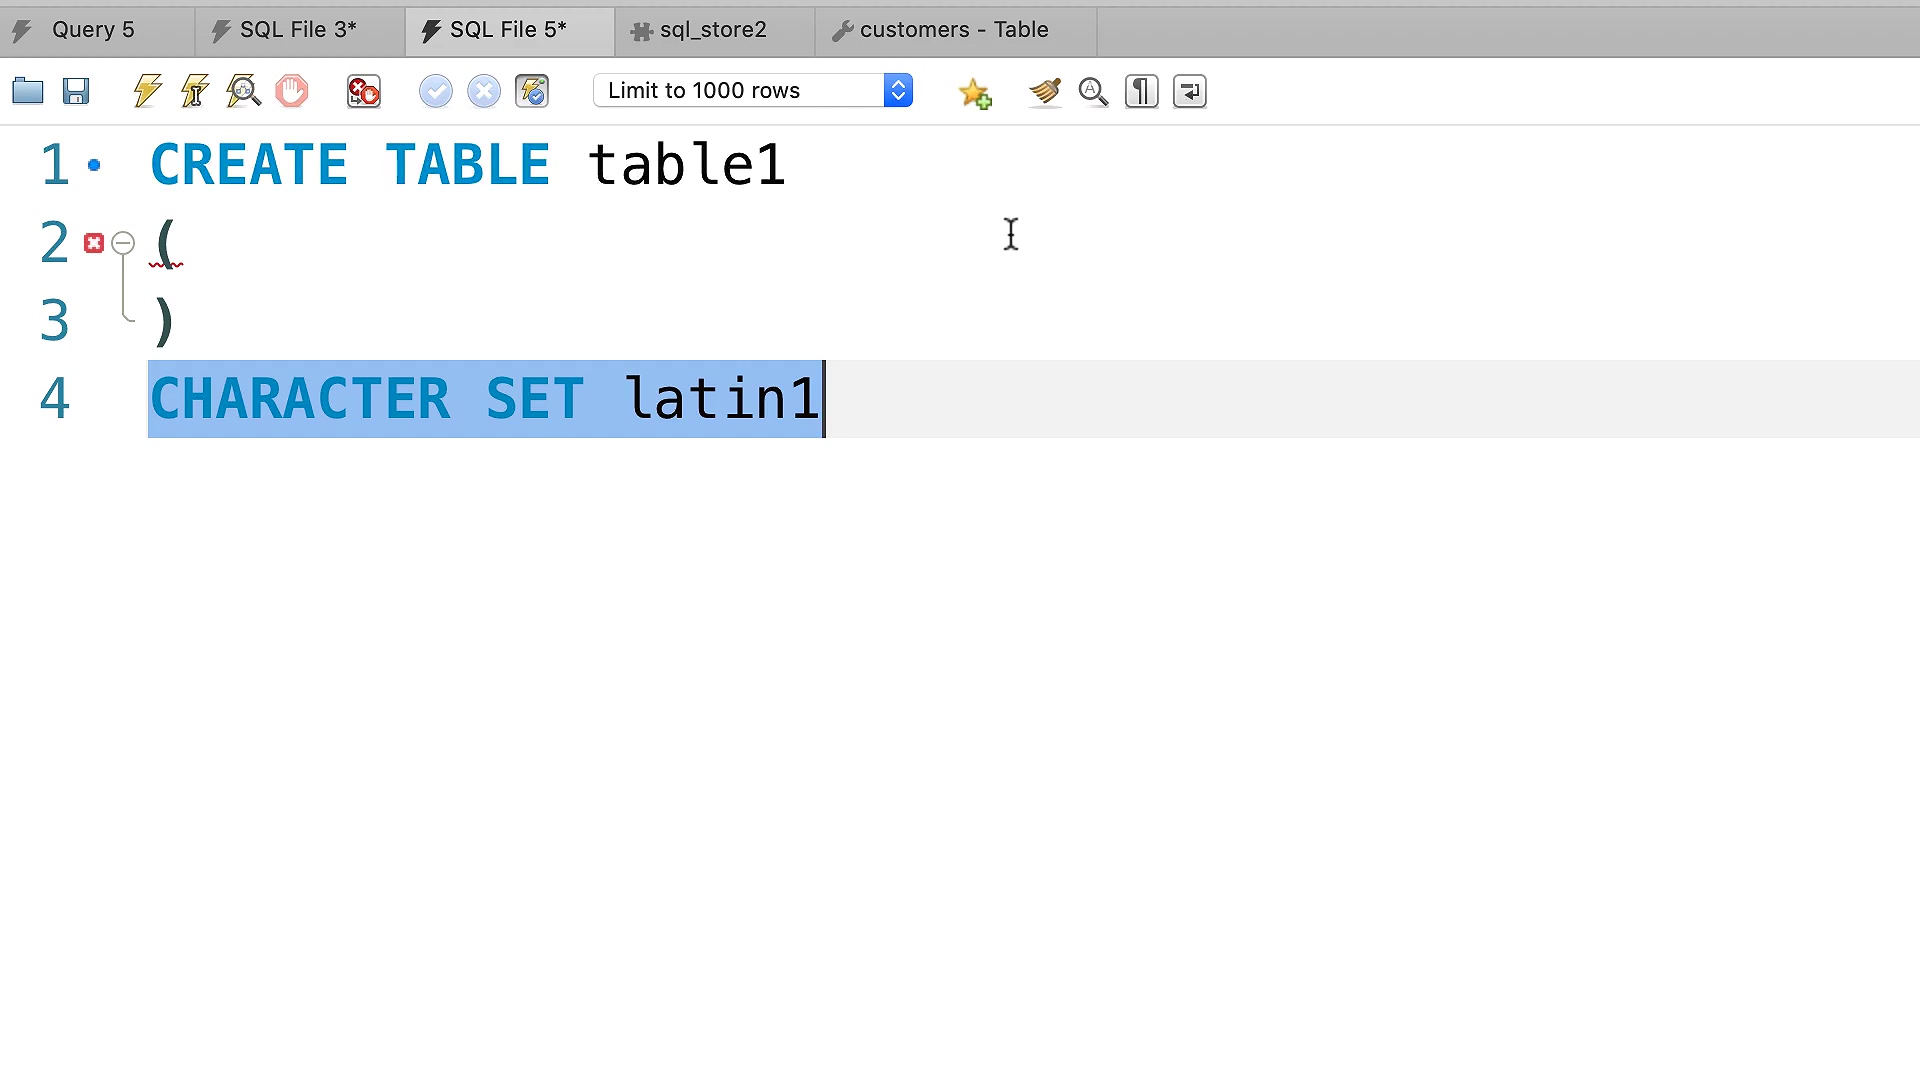 Query 5 SQL File 3* SQL File 5* sql_store2 customers - Table
Limit to 1000 rows
1 CREATE TABLE table1
2 (
3 )
4 CHARACTER SET latin1